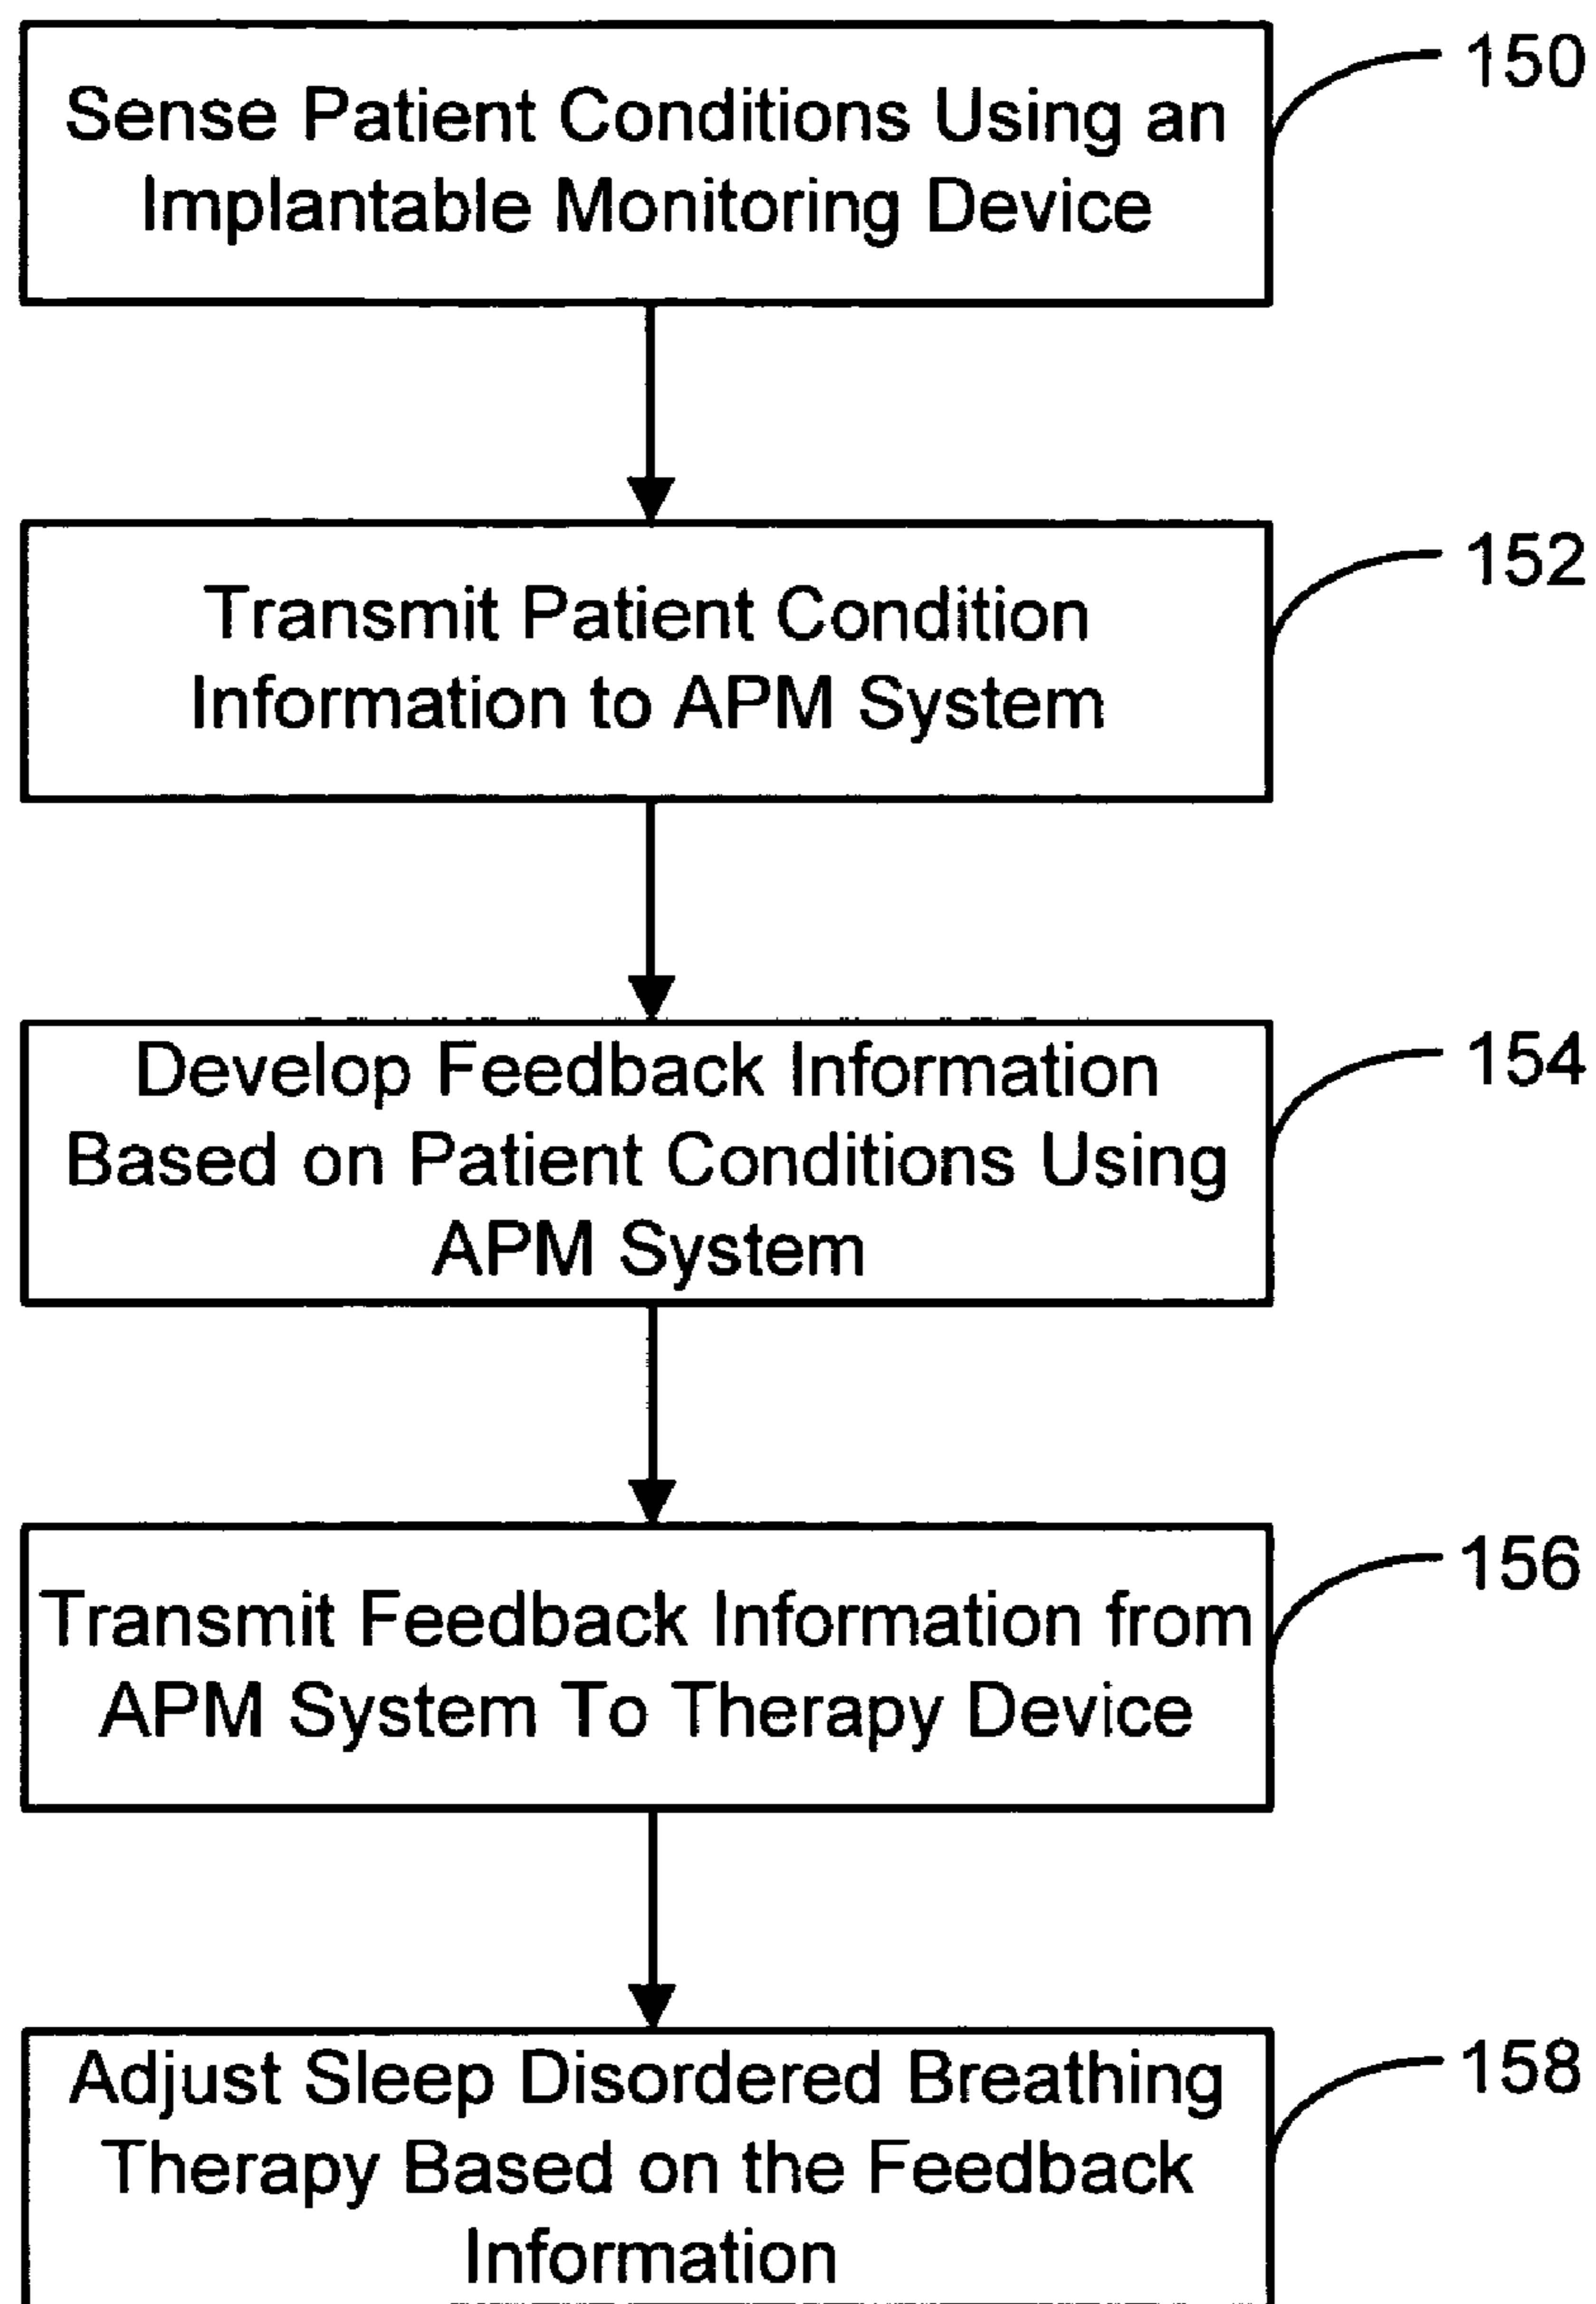 150
Sense Patient Conditions Using an
Implantable Monitoring Device
152
Transmit Patient Condition
Information to APM System
154
Develop Feedback Information
Based on Patient Conditions Using
APM System
156
Transmit Feedback Information from
APM System To Therapy Device
158
Adjust Sleep Disordered Breathing
Therapy Based on the Feedback
Information